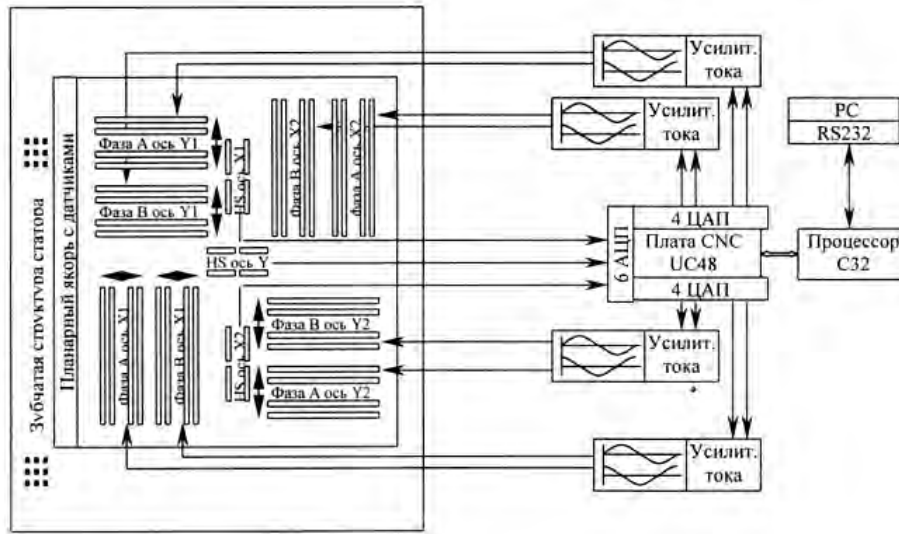 Зубчатая структура статора
Планарный якорь с датчиками
Фаза А ось Y1
Фаза В ось Y1
HS ось X1
Фаза В ось X2
Фаза А ось X2
HS ось Y
Фаза А ось X1
Фаза В ось X1
HS ось Y2
Фаза В ось Y2
Фаза А ось Y2
Усилит.
тока
Усилит.
тока
6 АЦП
4 ЦАП
Плата CNC
UC48
4 ЦАП
Усилит.
тока
Усилит.
тока
PC
RS232
Процессор
C32